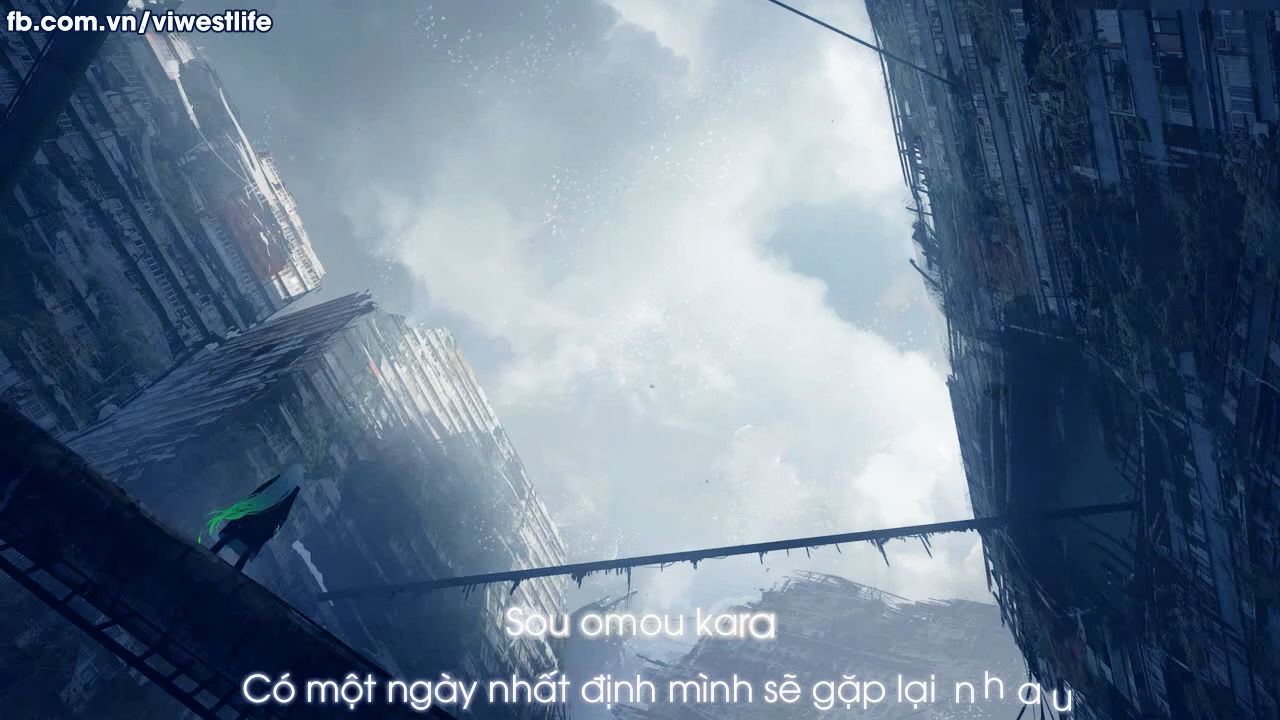 fb.com.vn/viwestlife
Sou omou kara
Có một ngày nhất định mình sẽ gặp lại nhau